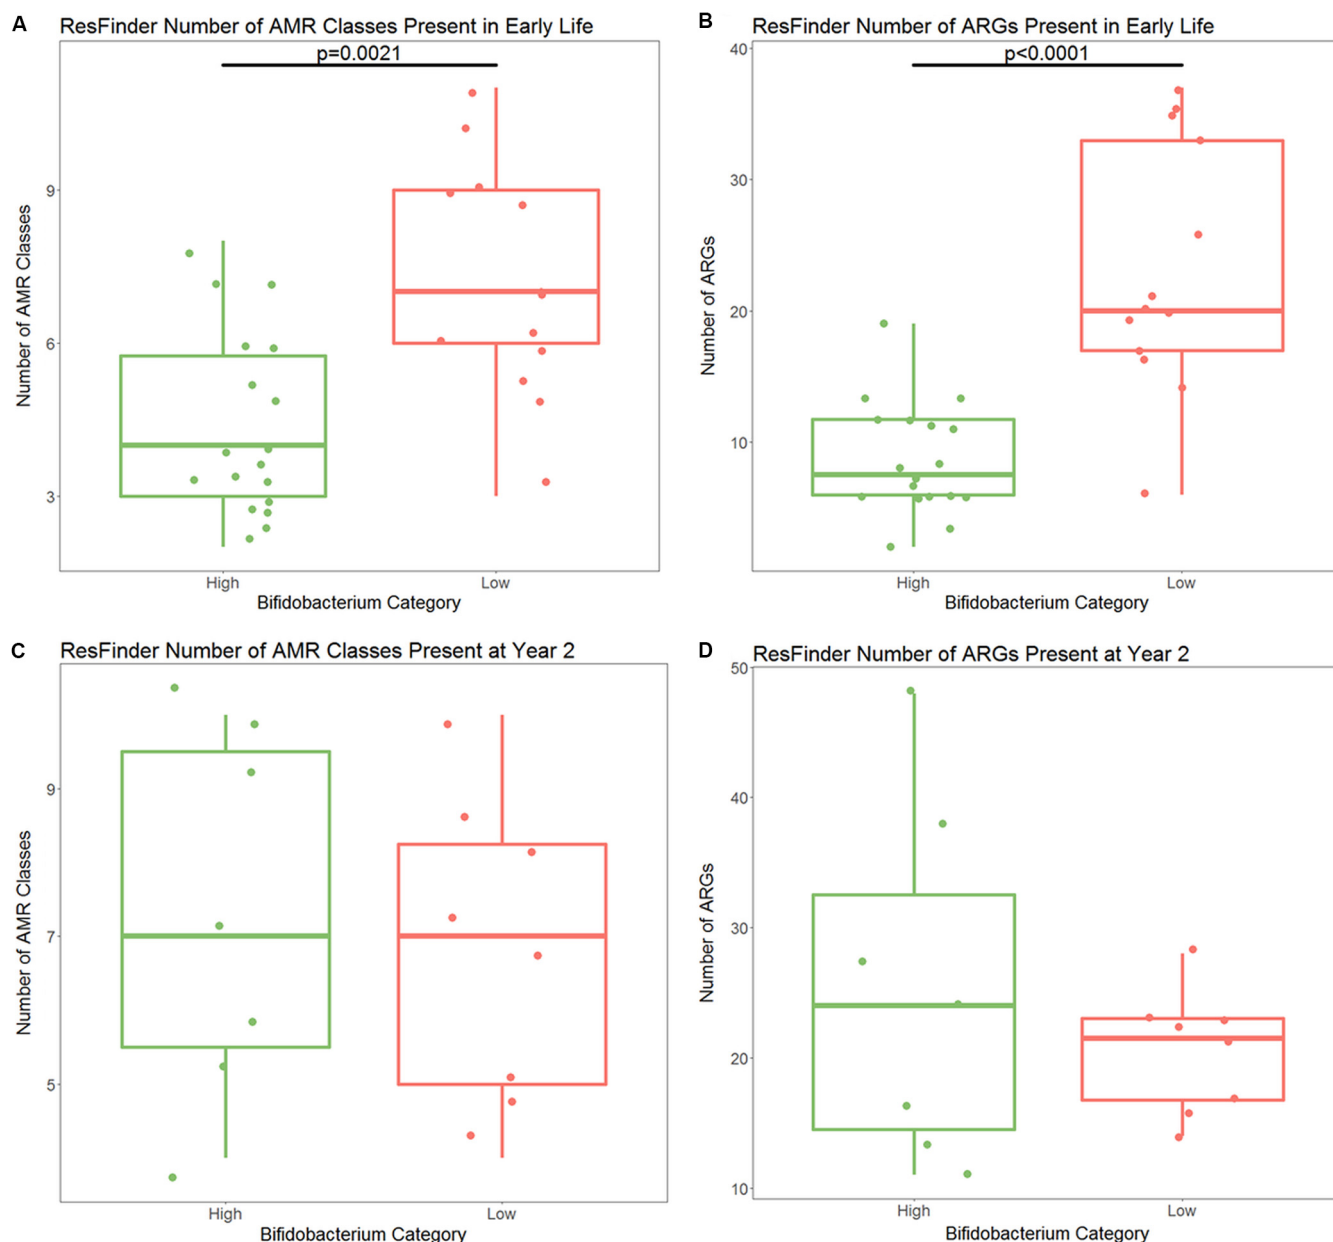 A
ResFinder Number of AMR Classes Present in Early Life
p=0.0021
9
6
3
Number of AMR Classes
High
Low
Bifidobacterium Category
B
ResFinder Number of ARGs Present in Early Life
p<0.0001
40
30
20
10
Number of ARGs
High
Low
Bifidobacterium Category
C
ResFinder Number of AMR Classes Present at Year 2
9
7
5
Number of AMR Classes
High
Low
Bifidobacterium Category
D
ResFinder Number of ARGs Present at Year 2
50
40
30
20
10
Number of ARGs
High
Low
Bifidobacterium Category